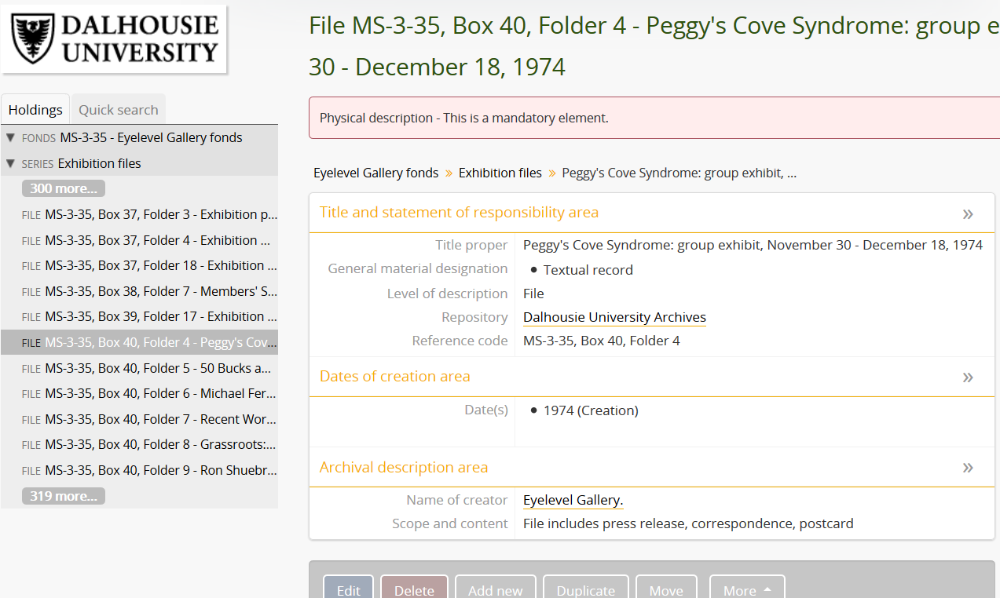 DALHOUSIE
UNIVERSITY
Holdings
Quick search
FONDS MS-3-35 - Eyelevel Gallery fonds
SERIES Exhibition files
300 more...
FILE MS-3-35, Box 37, Folder 3 - Exhibition p...
FILE MS-3-35, Box 37, Folder 4 - Exhibition ...
FILE MS-3-35, Box 37, Folder 18 - Exhibition ...
FILE MS-3-35, Box 38, Folder 7 - Members' S...
FILE MS-3-35, Box 39, Folder 17 - Exhibition ...
FILE MS-3-35, Box 40, Folder 4 - Peggy's Cov...
FILE MS-3-35, Box 40, Folder 5 - 50 Bucks a...
FILE MS-3-35, Box 40, Folder 6 - Michael Fer...
FILE MS-3-35, Box 40, Folder 7 - Recent Wor...
FILE MS-3-35, Box 40, Folder 8 - Grassroots:...
FILE MS-3-35, Box 40, Folder 9 - Ron Shuebr...
319 more...
File MS-3-35, Box 40, Folder 4 - Peggy's Cove Syndrome: group e
30 - December 18, 1974
Physical description - This is a mandatory element.
Eyelevel Gallery fonds » Exhibition files » Peggy's Cove Syndrome: group exhibit, ...
Title and statement of responsibility area »
Title proper Peggy's Cove Syndrome: group exhibit, November 30 - December 18, 1974
General material designation • Textual record
Level of description File
Repository Dalhousie University Archives
Reference code MS-3-35, Box 40, Folder 4
Dates of creation area »
Date(s) • 1974 (Creation)
Archival description area »
Name of creator Eyelevel Gallery.
Scope and content File includes press release, correspondence, postcard
Edit Delete Add new Duplicate Move More